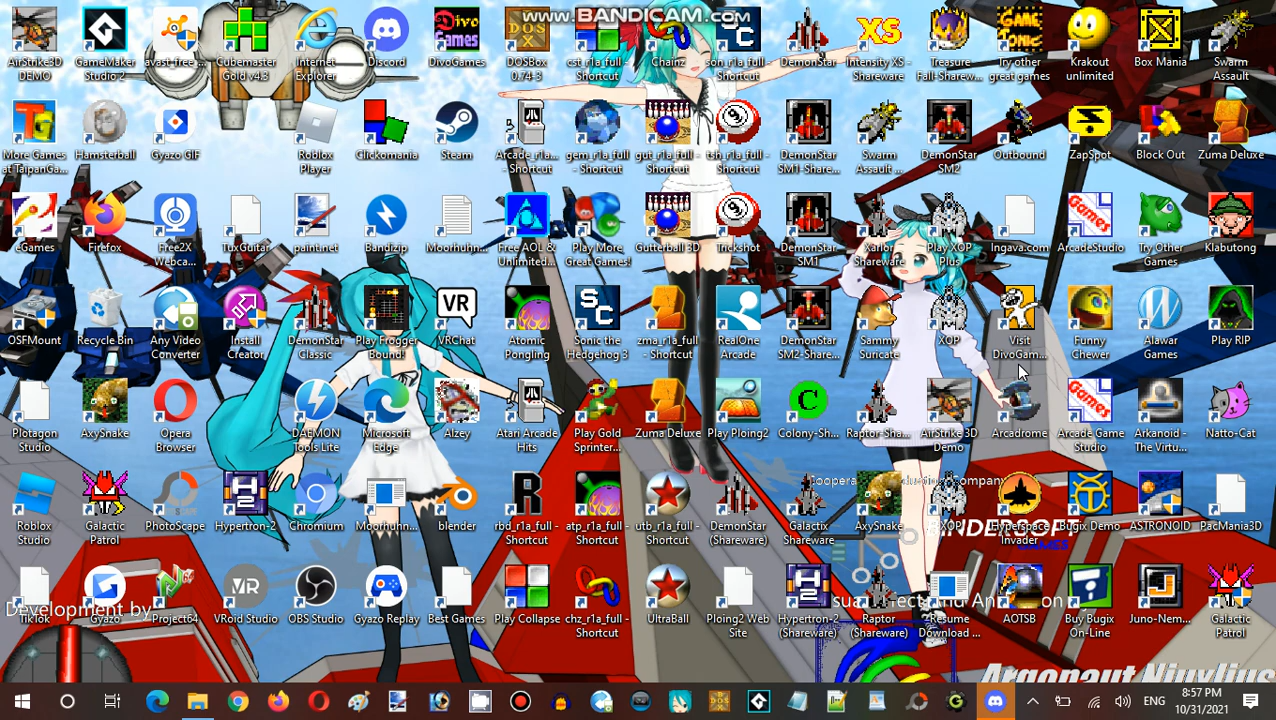 www.BANDICAM.com
AirStrike3D
DEMO
GameMaker
Studio 2
avast_free_...
Cubemaster
Gold v4.3
Internet
Explorer
Discord
DivoGames
DOSBox
0.74-3
cst_r1a_full -
Shortcut
Chainz
son_r1a_full -
Shortcut
DemonStar
Intensity XS -
Shareware
Treasure
Fall-Sharew...
Try other
great games
Krakout
unlimited
Box Mania
Swarm
Assault
More Games
at TaipanGa...
Hamsterball
Gyazo GIF
Roblox
Player
Clickomania
Steam
Arcade_r1a...
- Shortcut
gem_r1a_full
- Shortcut
gut_r1a_full -
Shortcut
tsh_r1a_full -
Shortcut
DemonStar
SM1-Share...
Swarm
Assault ...
DemonStar
SM2
Outbound
ZapSpot
Block Out
Zuma Deluxe
eGames
Firefox
Free2X
Webca...
TuxGuitar
paint.net
Bandizip
Moorhuhn...
Free AOL &
Unlimited...
Play More
Great Games!
Gutterball 3D
Trickshot
DemonStar
SM1
Xarlor
Shareware
Play XOP
Plus
Ingava.com
ArcadeStudio
Try Other
Games
Klabutong
OSFMount
Recycle Bin
Any Video
Converter
Install
Creator
DemonStar
Classic
Play Frogger
Bound!
VRChat
Atomic
Pongling
Sonic the
Hedgehog 3
zma_r1a_full
- Shortcut
RealOne
Arcade
DemonStar
SM2-Share...
Sammy
Suricate
XOP
Visit
DivoGam...
Funny
Chewer
Alawar
Games
Play RIP
Plotagon
Studio
AxySnake
Opera
Browser
DAEMON
Tools Lite
Microsoft
Edge
Alzey
Atari Arcade
Hits
Play Gold
Sprinter...
Zuma Deluxe
Play Ploing2
Colony-Sh...
Raptor-Sha...
AirStrike 3D
Demo
Arcadrome
Arcade Game
Studio
Arkanoid -
The Virtu...
Natto-Cat
Roblox
Studio
Galactic
Patrol
PhotoScape
Hypertron-2
Chromium
Moorhuhn...
blender
rbd_r1a_full -
Shortcut
atp_r1a_full -
Shortcut
utb_r1a_full -
Shortcut
DemonStar
(Shareware)
Galactix
Shareware
AxySnake
XOP
Hyperspace
Invader
Bugix Demo
ASTRONOID
PacMania3D
TikTok
Gyazo
Project64
VRoid Studio
OBS Studio
Gyazo Replay
Best Games
Play Collapse
chz_r1a_full -
Shortcut
UltraBall
Ploing2 Web
Site
Hypertron-2
(Shareware)
Raptor
(Shareware)
Resume
Download ...
AOTSB
Buy Bugix
On-Line
Juno-Nem...
Galactic
Patrol
Development by
Argonaut
ENG
8:57 PM
10/31/2021